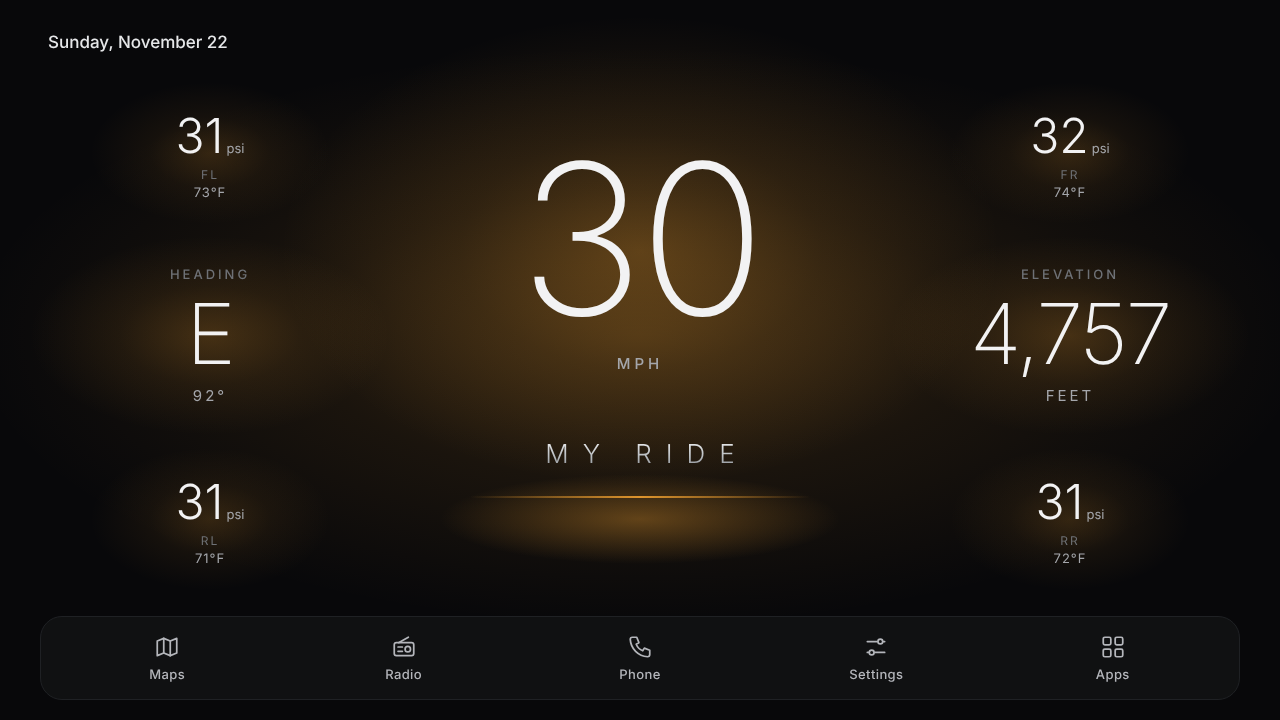 Sunday, November 22
31 psi
FL
73°F
32 psi
FR
74°F
30
MPH
HEADING
E
92°
ELEVATION
4,757
FEET
MY RIDE
31 psi
RL
71°F
31 psi
RR
72°F
Maps
Radio
Phone
Settings
Apps